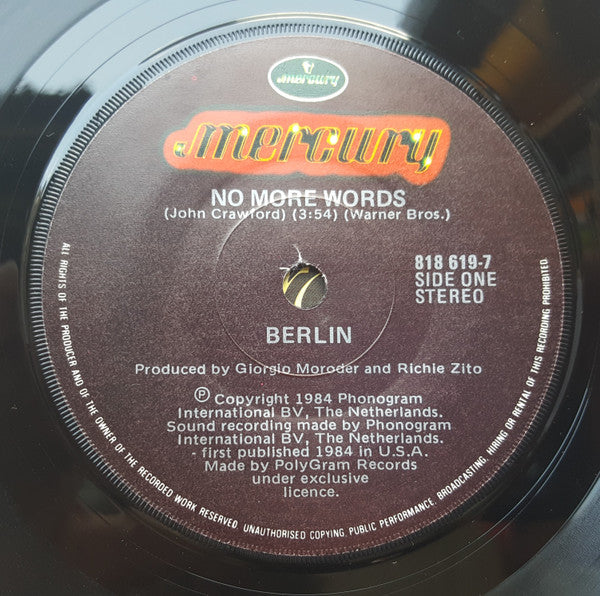 mercury
mercury
NO MORE WORDS
(John Crawford) (3:54) (Warner Bros.)
818 619-7
SIDE ONE
STEREO
BERLIN
Produced by Giorgio Moroder and Richie Zito
Ⓟ Copyright 1984 Phonogram
International BV, The Netherlands.
Sound recording made by Phonogram
International BV, The Netherlands.
- first published 1984 in U.S.A.
Made by PolyGram Records
under exclusive
licence.
ALL RIGHTS OF THE PRODUCER AND OF THE OWNER OF THE RECORDED WORK RESERVED. UNAUTHORISED COPYING, PUBLIC PERFORMANCE, BROADCASTING, HIRING OR RENTAL OF THIS RECORDING PROHIBITED.